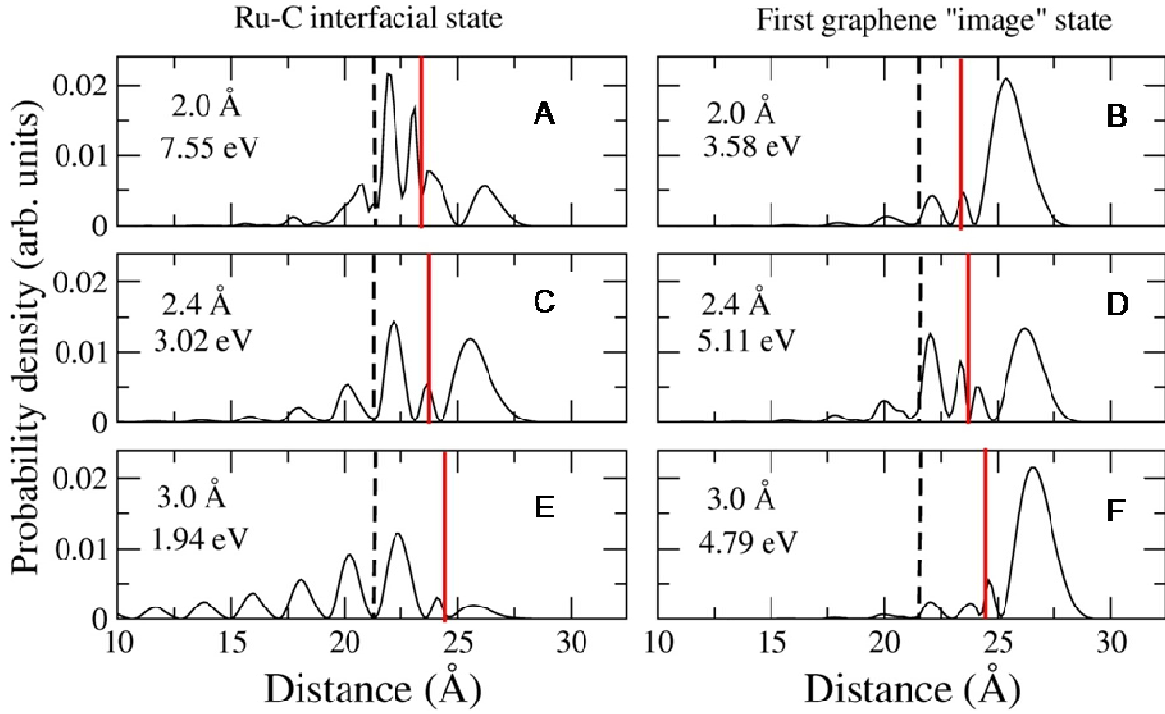 Ru-C interfacial state
First graphene "image" state
Probability density (arb. units)
0.02
0.01
0
2.0 Å
7.55 eV
A
2.0 Å
3.58 eV
B
0.02
0.01
0
2.4 Å
3.02 eV
C
2.4 Å
5.11 eV
D
0.02
0.01
0
3.0 Å
1.94 eV
E
3.0 Å
4.79 eV
F
10 15 20 25 30
10 15 20 25 30
Distance (Å)
Distance (Å)